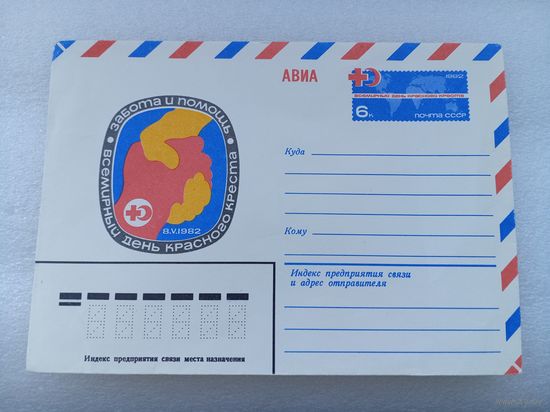 АВИА
1982
ВСЕМИРНЫЙ ДЕНЬ КРАСНОГО КРЕСТА
6К
ПОЧТА СССР
ЗАБОТА И ПОМОЩЬ
ВСЕМИРНЫЙ ДЕНЬ КРАСНОГО КРЕСТА
8.V.1982
Куда
Кому
Индекс предприятия связи
и адрес отправителя
Индекс предприятия связи места назначения